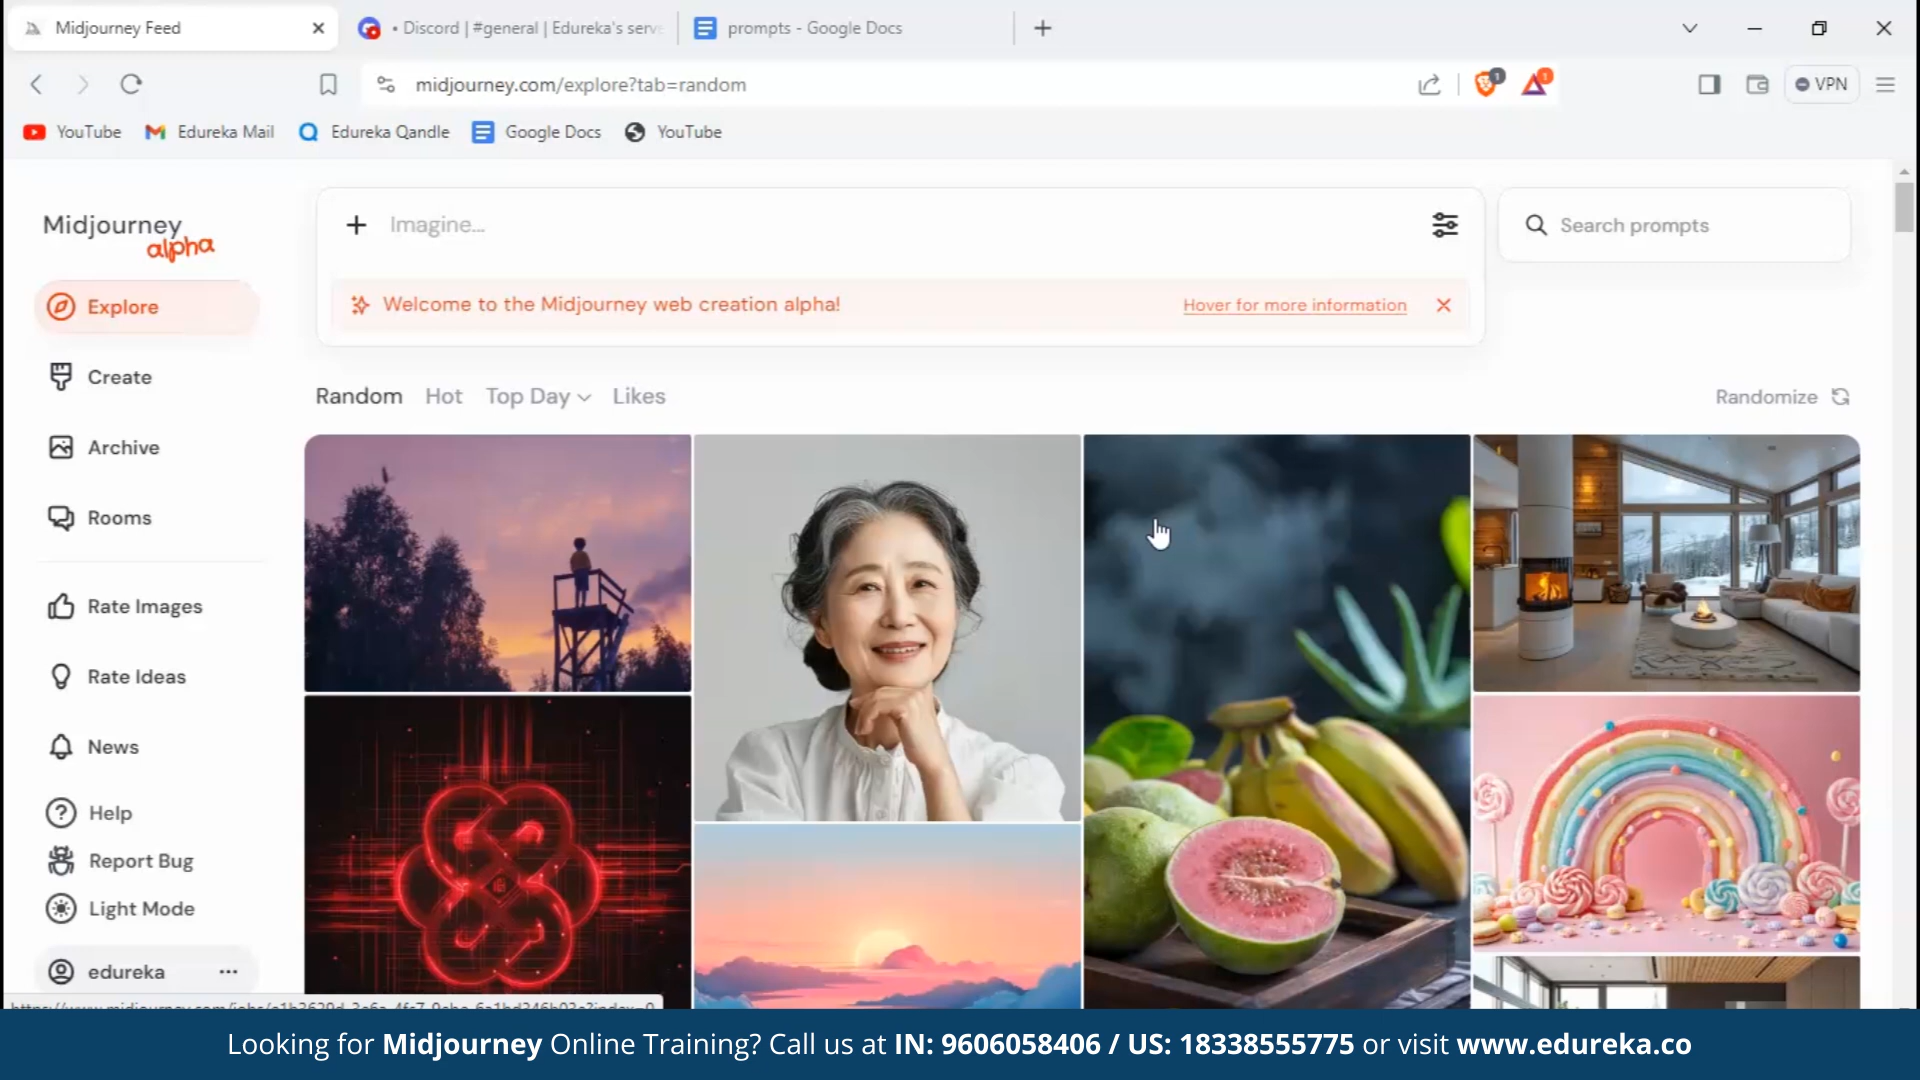 Midjourney Feed
• Discord | #general | Edureka's serv
prompts - Google Docs
midjourney.com/explore?tab=random
1
1
VPN
YouTube
Edureka Mail
Edureka Qandle
Google Docs
YouTube
Midjourney
alpha
Imagine...
Search prompts
Welcome to the Midjourney web creation alpha!
Hover for more information
Explore
Create
Archive
Rooms
Rate Images
Rate Ideas
News
Help
Report Bug
Light Mode
edureka
Random
Hot
Top Day
Likes
Randomize
Looking for Midjourney Online Training? Call us at IN: 9606058406 / US: 18338555775 or visit www.edureka.co